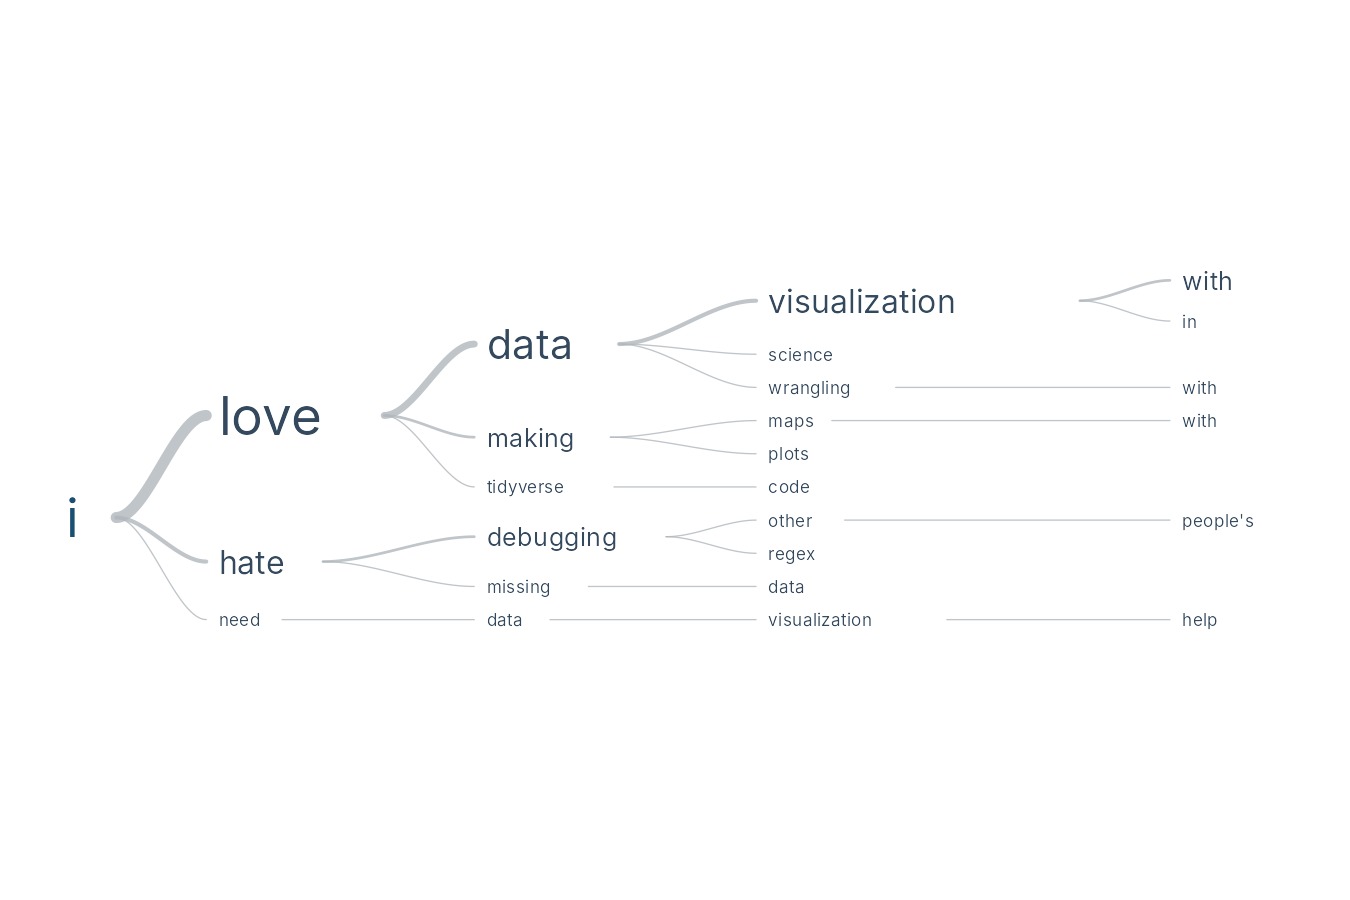 i
love
data
visualization
with
in
science
wrangling
with
making
maps
with
plots
tidyverse
code
hate
debugging
other
people's
regex
missing
data
need
data
visualization
help